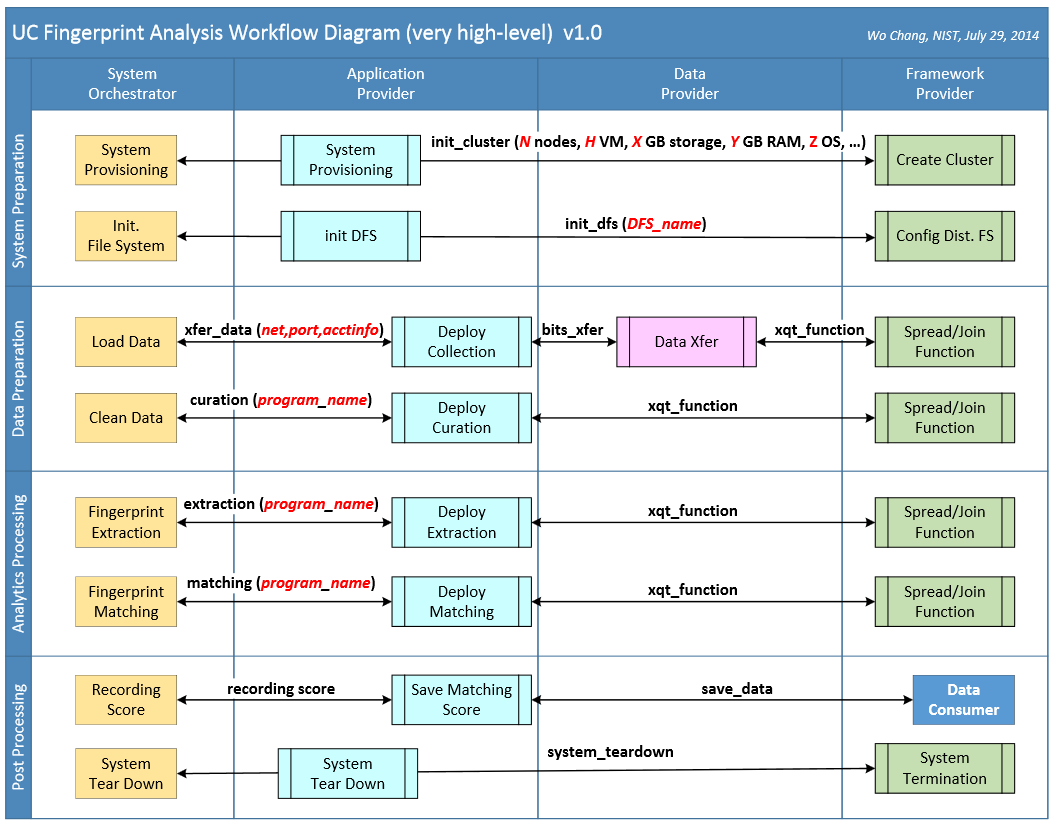 UC Fingerprint Analysis Workflow Diagram (very high-level) v1.0
Wo Chang, NIST, July 29, 2014
System
Orchestrator
Application
Provider
Data
Provider
Framework
Provider
System Preparation
System
Provisioning
System
Provisioning
init_cluster (N nodes, H VM, X GB storage, Y GB RAM, Z OS, ...)
Create Cluster
Init.
File System
init DFS
init_dfs (DFS_name)
Config Dist. FS
Data Preparation
Load Data
xfer_data (net,port,acctinfo)
Deploy
Collection
bits_xfer
Data Xfer
xqt_function
Spread/Join
Function
Clean Data
curation (program_name)
Deploy
Curation
xqt_function
Spread/Join
Function
Analytics Processing
Fingerprint
Extraction
extraction (program_name)
Deploy
Extraction
xqt_function
Spread/Join
Function
Fingerprint
Matching
matching (program_name)
Deploy
Matching
xqt_function
Spread/Join
Function
Post Processing
Recording
Score
recording score
Save Matching
Score
save_data
Data
Consumer
System
Tear Down
System
Tear Down
system_teardown
System
Termination